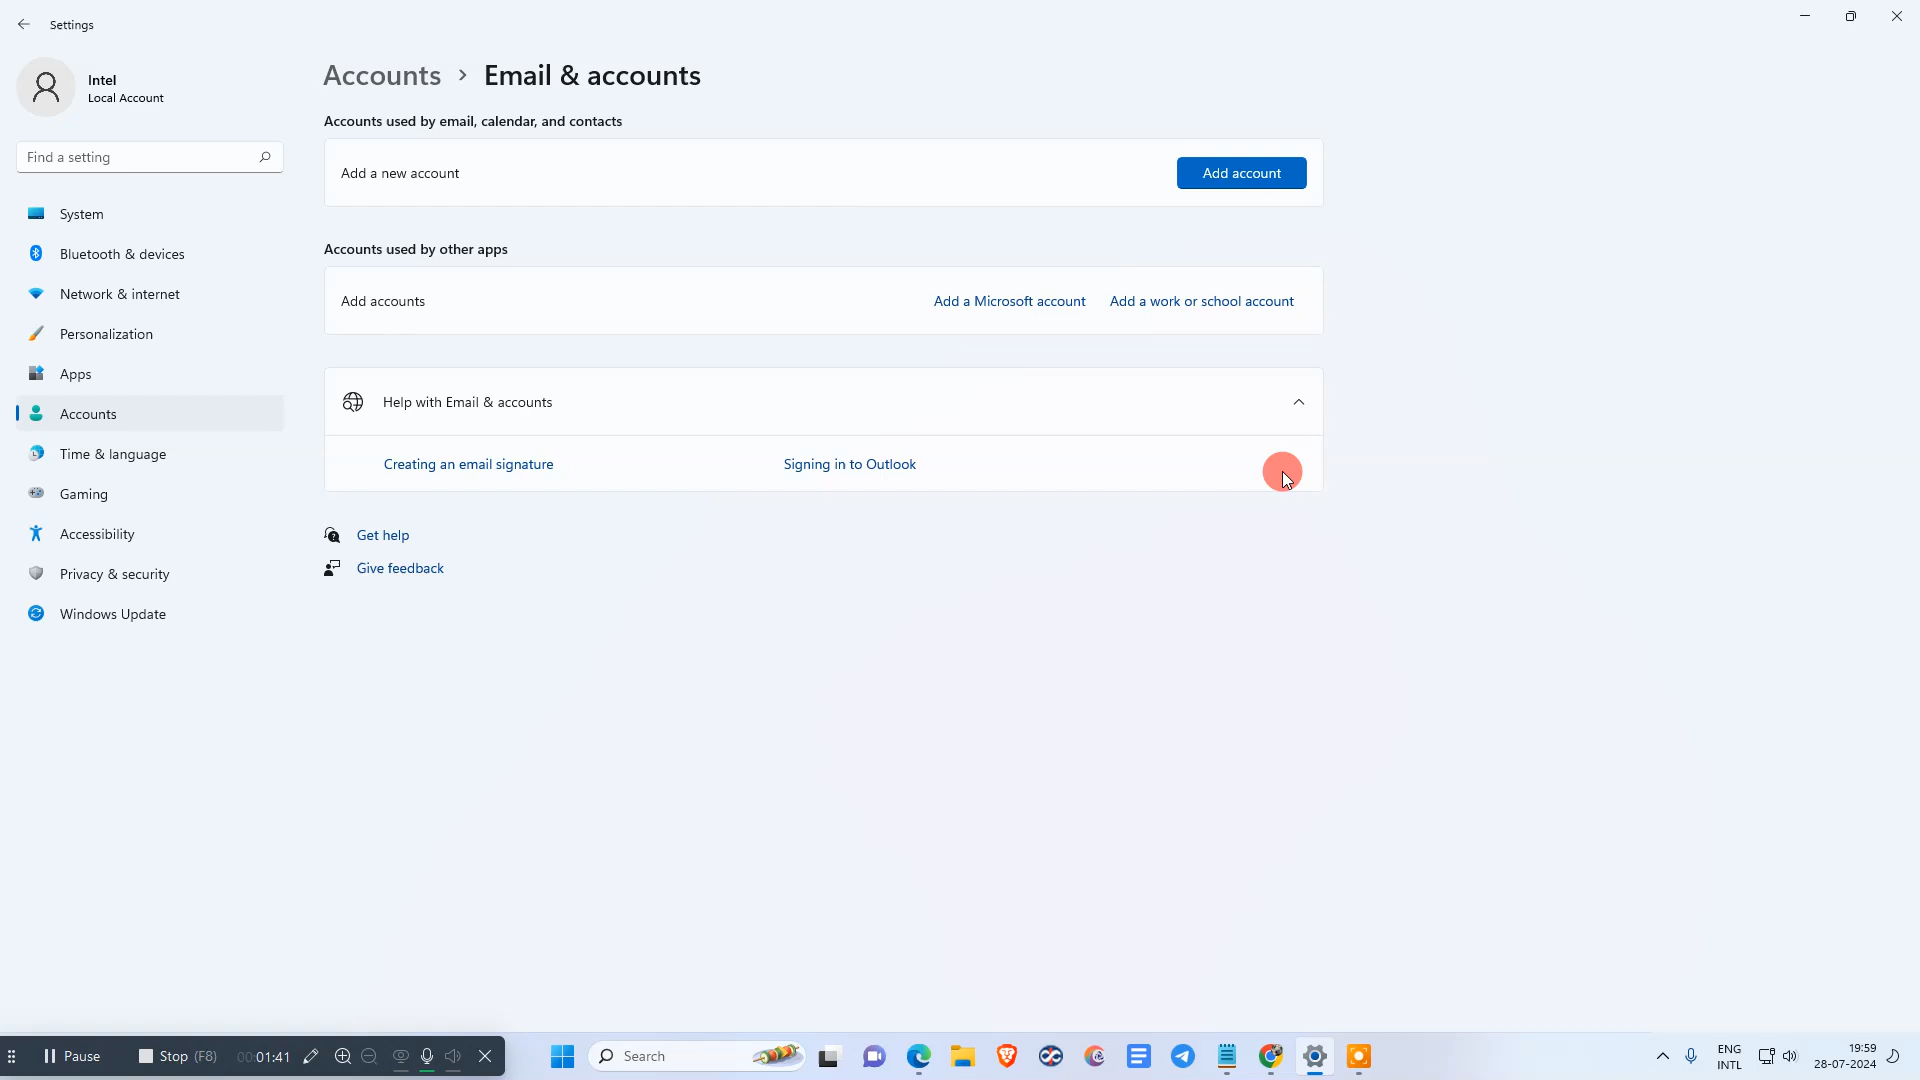 Settings
Intel
Local Account
Find a setting
System
Bluetooth & devices
Network & internet
Personalization
Apps
Accounts
Time & language
Gaming
Accessibility
Privacy & security
Windows Update
Accounts > Email & accounts
Accounts used by email, calendar, and contacts
Add a new account Add account
Accounts used by other apps
Add accounts Add a Microsoft account Add a work or school account
Help with Email & accounts
Creating an email signature Signing in to Outlook
Get help
Give feedback
Pause Stop (F8) 00:01:41
Search
ENG
INTL
19:59
28-07-2024